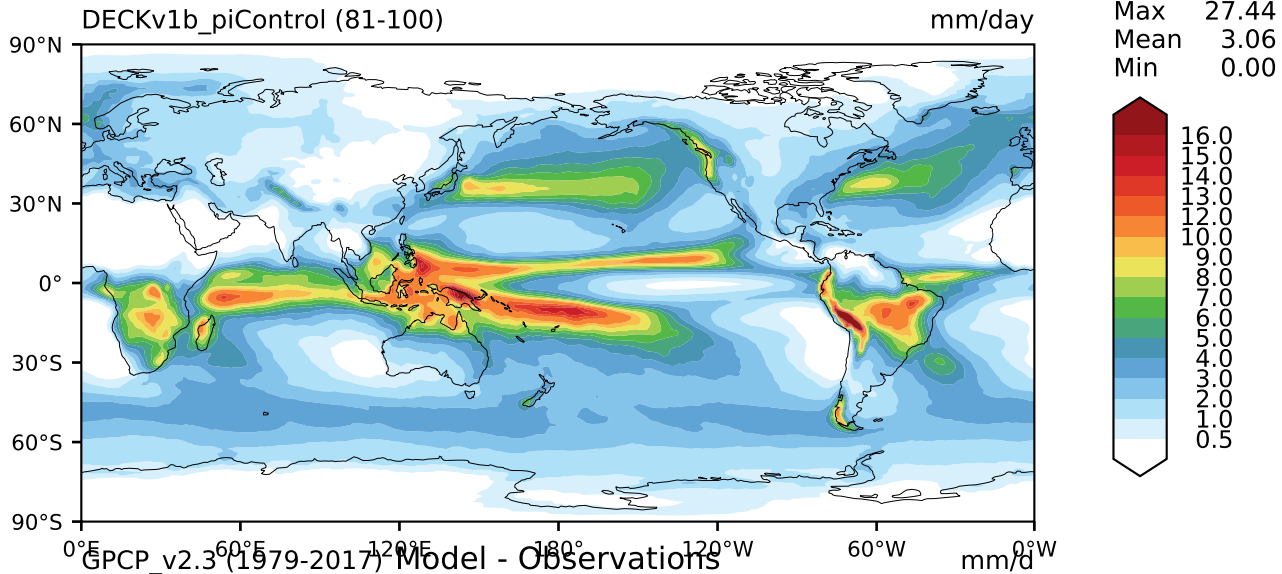 DECKv1b_piControl (81-100) mm/day
Max 27.44
Mean 3.06
Min 0.00
90°N
60°N
30°N
0°
30°S
60°S
90°S
0°E 60°E 120°E 180° 120°W 60°W 0°W
16.0
15.0
14.0
13.0
12.0
10.0
9.0
8.0
7.0
6.0
5.0
4.0
3.0
2.0
1.0
0.5
GPCP_v2.3 (1979-2017) Model - Observations mm/d